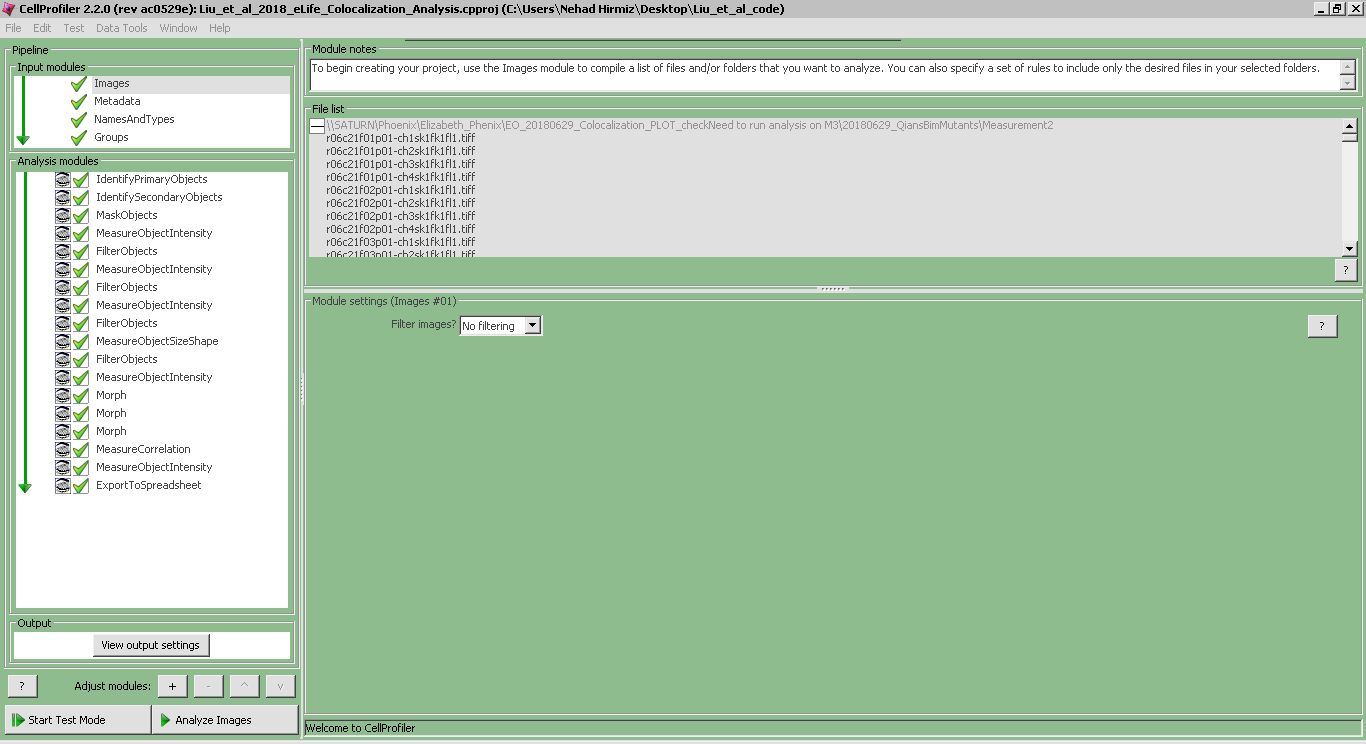 CellProfiler 2.2.0 (rev ac0529e): Liu_et_al_2018_eLife_Colocalization_Analysis.cpproj (C:\Users\Nehad Hirmiz\Desktop\Liu_et_al_code)
File Edit Test Data Tools Window Help
Pipeline
Input modules
Images
Metadata
NamesAndTypes
Groups
Analysis modules
IdentifyPrimaryObjects
IdentifySecondaryObjects
MaskObjects
MeasureObjectIntensity
FilterObjects
MeasureObjectIntensity
FilterObjects
MeasureObjectIntensity
FilterObjects
MeasureObjectSizeShape
FilterObjects
MeasureObjectIntensity
Morph
Morph
Morph
MeasureCorrelation
MeasureObjectIntensity
ExportToSpreadsheet
Output
View output settings
? Adjust modules: + - ^ v
Start Test Mode Analyze Images
Module notes
To begin creating your project, use the Images module to compile a list of files and/or folders that you want to analyze. You can also specify a set of rules to include only the desired files in your selected folders.
File list
\\SATURN\Phoenix\Elizabeth_Phenix\EO_20180629_Colocalization_PLOT_checkNeed to run analysis on M3\20180629_QiansBimMutants\Measurement2
r06c21f01p01-ch1sk1fk1fl1.tiff
r06c21f01p01-ch2sk1fk1fl1.tiff
r06c21f01p01-ch3sk1fk1fl1.tiff
r06c21f01p01-ch4sk1fk1fl1.tiff
r06c21f02p01-ch1sk1fk1fl1.tiff
r06c21f02p01-ch2sk1fk1fl1.tiff
r06c21f02p01-ch3sk1fk1fl1.tiff
r06c21f02p01-ch4sk1fk1fl1.tiff
r06c21f03p01-ch1sk1fk1fl1.tiff
r06c21f03p01-ch2sk1fk1fl1.tiff
?
Module settings (Images #01)
Filter images? No filtering ?
Welcome to CellProfiler